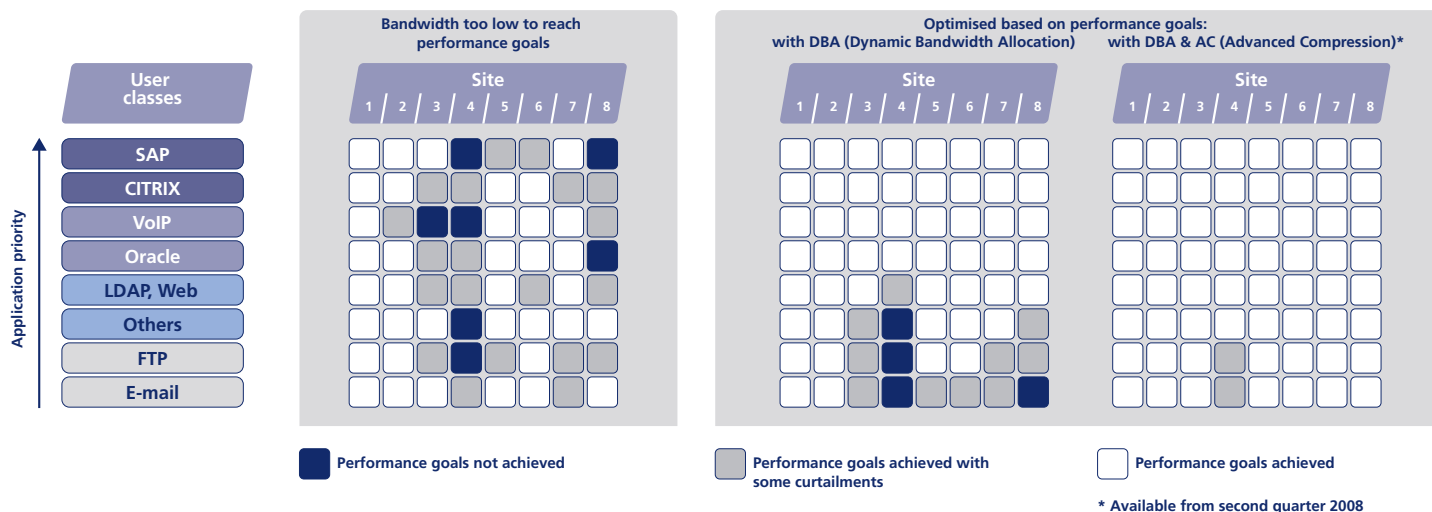 Bandwidth too low to reach
performance goals
Optimised based on performance goals:
with DBA (Dynamic Bandwidth Allocation)
with DBA & AC (Advanced Compression)*
User
classes
Site
1 2 3 4 5 6 7 8
Site
1 2 3 4 5 6 7 8
Site
1 2 3 4 5 6 7 8
Application priority
SAP
CITRIX
VoIP
Oracle
LDAP, Web
Others
FTP
E-mail
Performance goals not achieved
Performance goals achieved with
some curtailments
Performance goals achieved
* Available from second quarter 2008